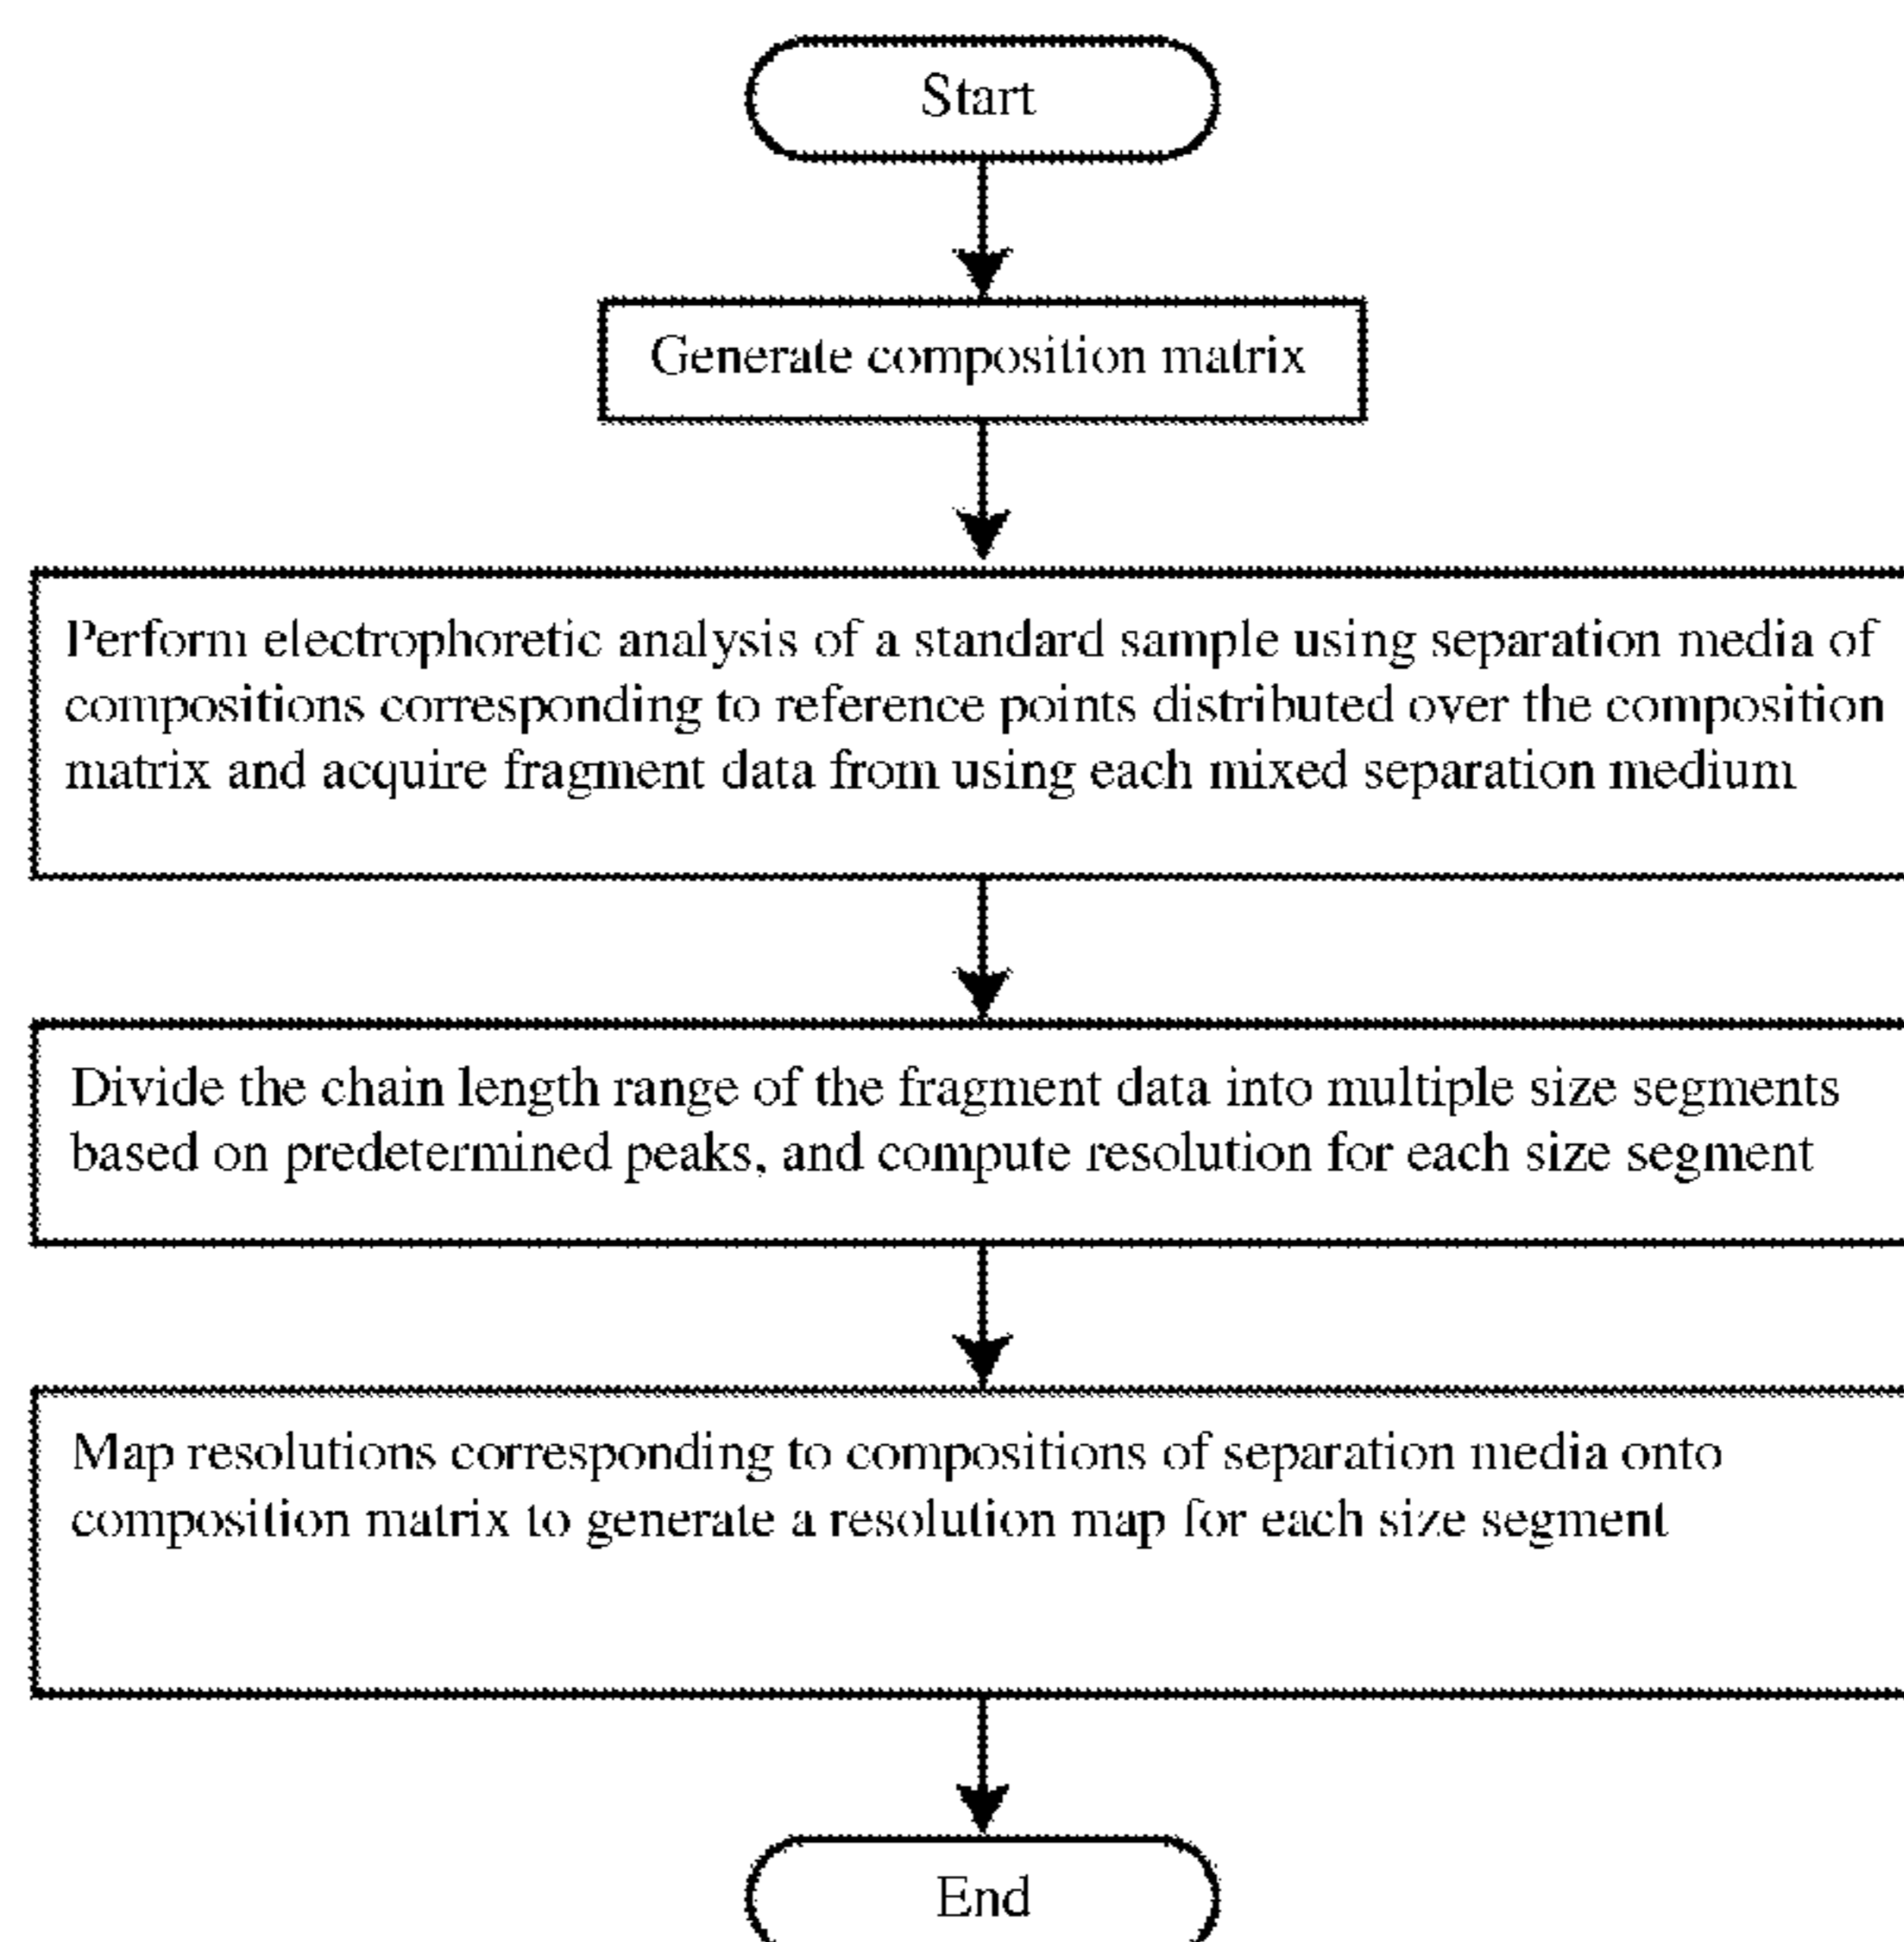 Start
Generate composition matrix
Perform electrophoretic analysis of a standard sample using separation media of
compositions corresponding to reference points distributed over the composition
matrix and acquire fragment data from using each mixed separation medium
Divide the chain length range of the fragment data into multiple size segments
based on predetermined peaks, and compute resolution for each size segment
Map resolutions corresponding to compositions of separation media onto
composition matrix to generate a resolution map for each size segment
End